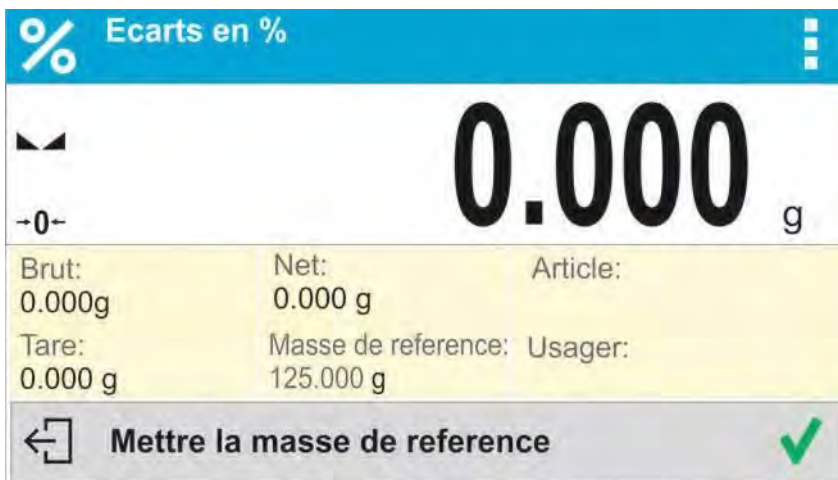 % Ecarts en %
0.000 g
→0←
Brut: Net: Article:
0.000g 0.000 g
Tare: Masse de reference: Usager:
0.000 g 125.000 g
Mettre la masse de reference